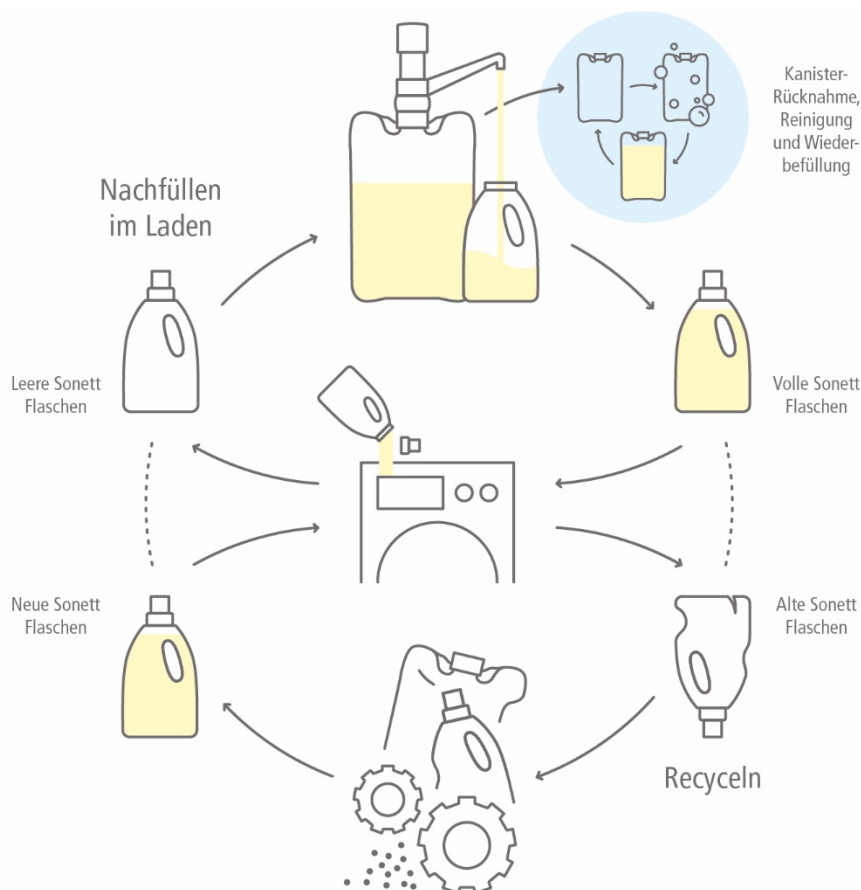 Kanister-
Rücknahme,
Reinigung
und Wieder-
befüllung
Nachfüllen
im Laden
Leere Sonett
Flaschen
Volle Sonett
Flaschen
Neue Sonett
Flaschen
Alte Sonett
Flaschen
Recyceln